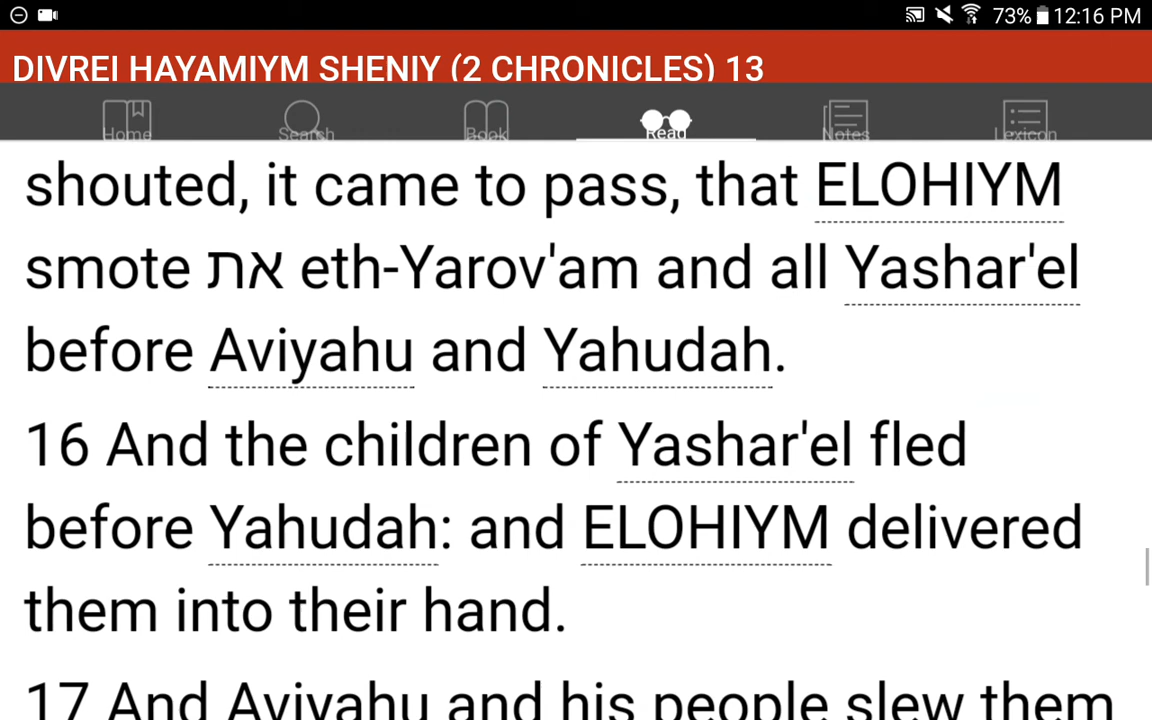 73% 12:16 PM
DIVREI HAYAMIYM SHENIY (2 CHRONICLES) 13
Home Search Book Read Notes Lexicon
shouted, it came to pass, that ELOHIYM
smote את eth-Yarov'am and all Yashar'el
before Aviyahu and Yahudah.
16 And the children of Yashar'el fled
before Yahudah: and ELOHIYM delivered
them into their hand.
17 And Aviyahu and his people slew them